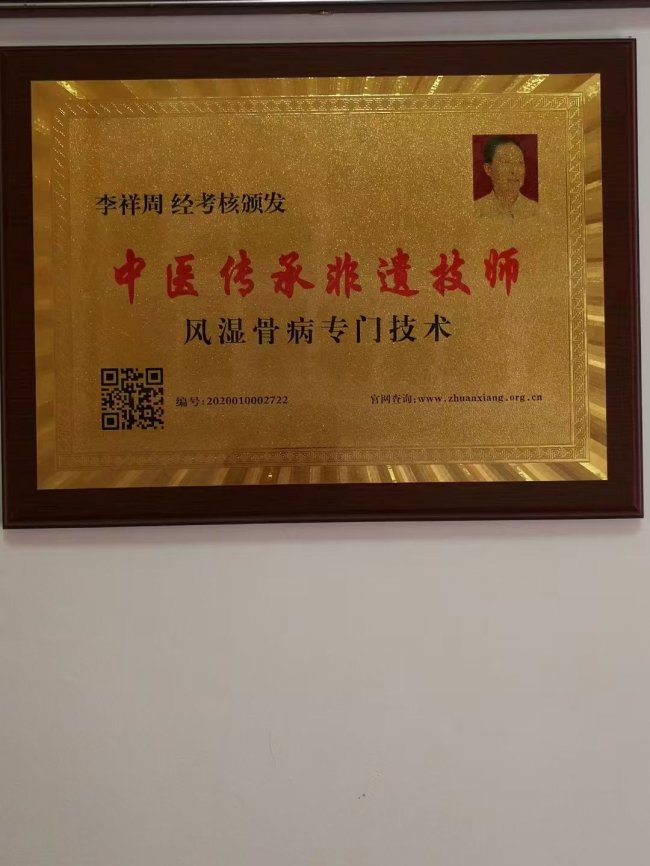 李祥周 经考核颁发
中医传承非遗技师
风湿骨病专门技术
编号:2020010002722
官网查询:www.zhuanxiang.org.cn